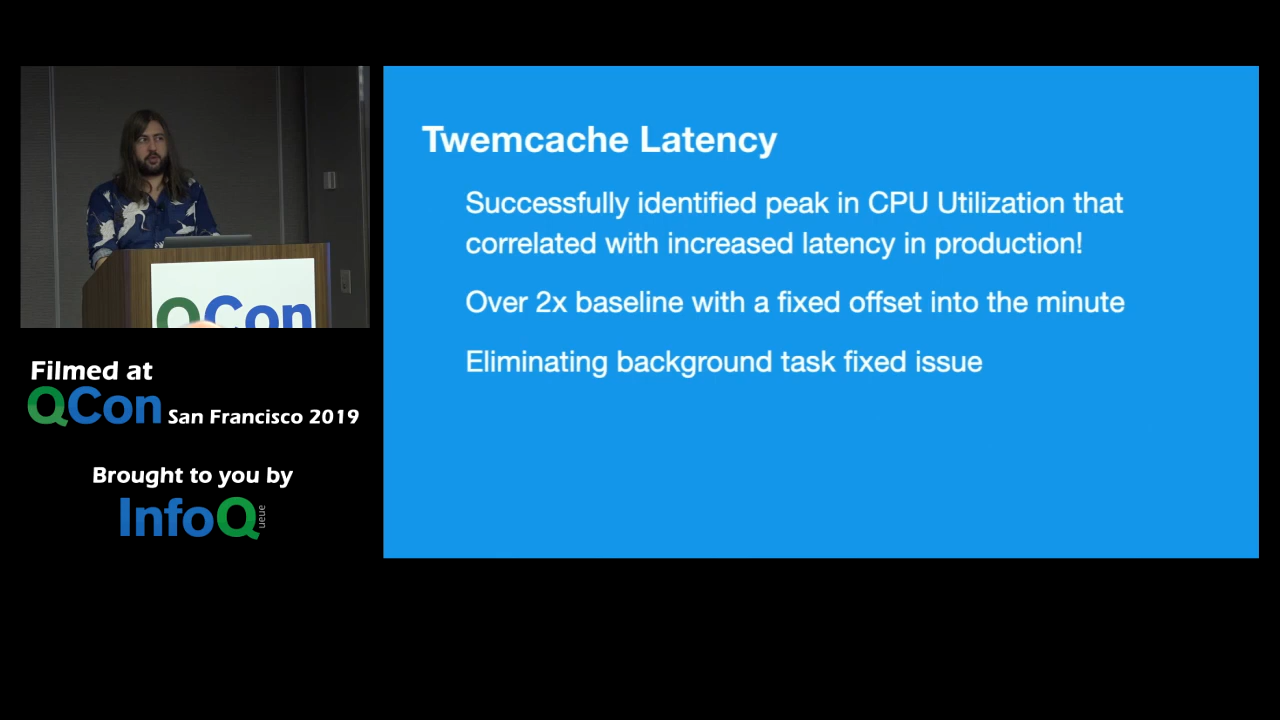 Twemcache Latency
Successfully identified peak in CPU Utilization that
correlated with increased latency in production!
Over 2x baseline with a fixed offset into the minute
Eliminating background task fixed issue
QCon
Filmed at
QCon San Francisco 2019
Brought to you by
InfoQueue